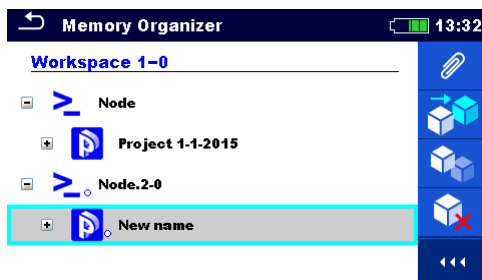 Memory Organizer 13:32
Workspace 1-0
Node
Project 1-1-2015
Node.2-0
New name